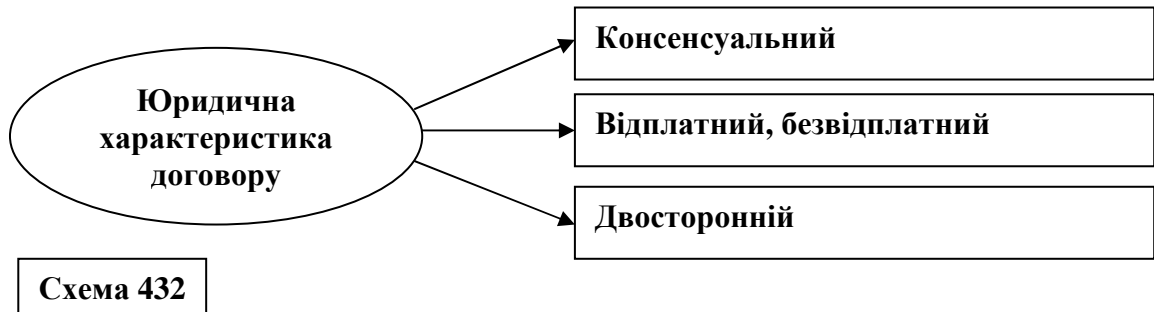 Юридична
характеристика
договору
Консенсуальний
Відплатний, безвідплатний
Двосторонній
Схема 432